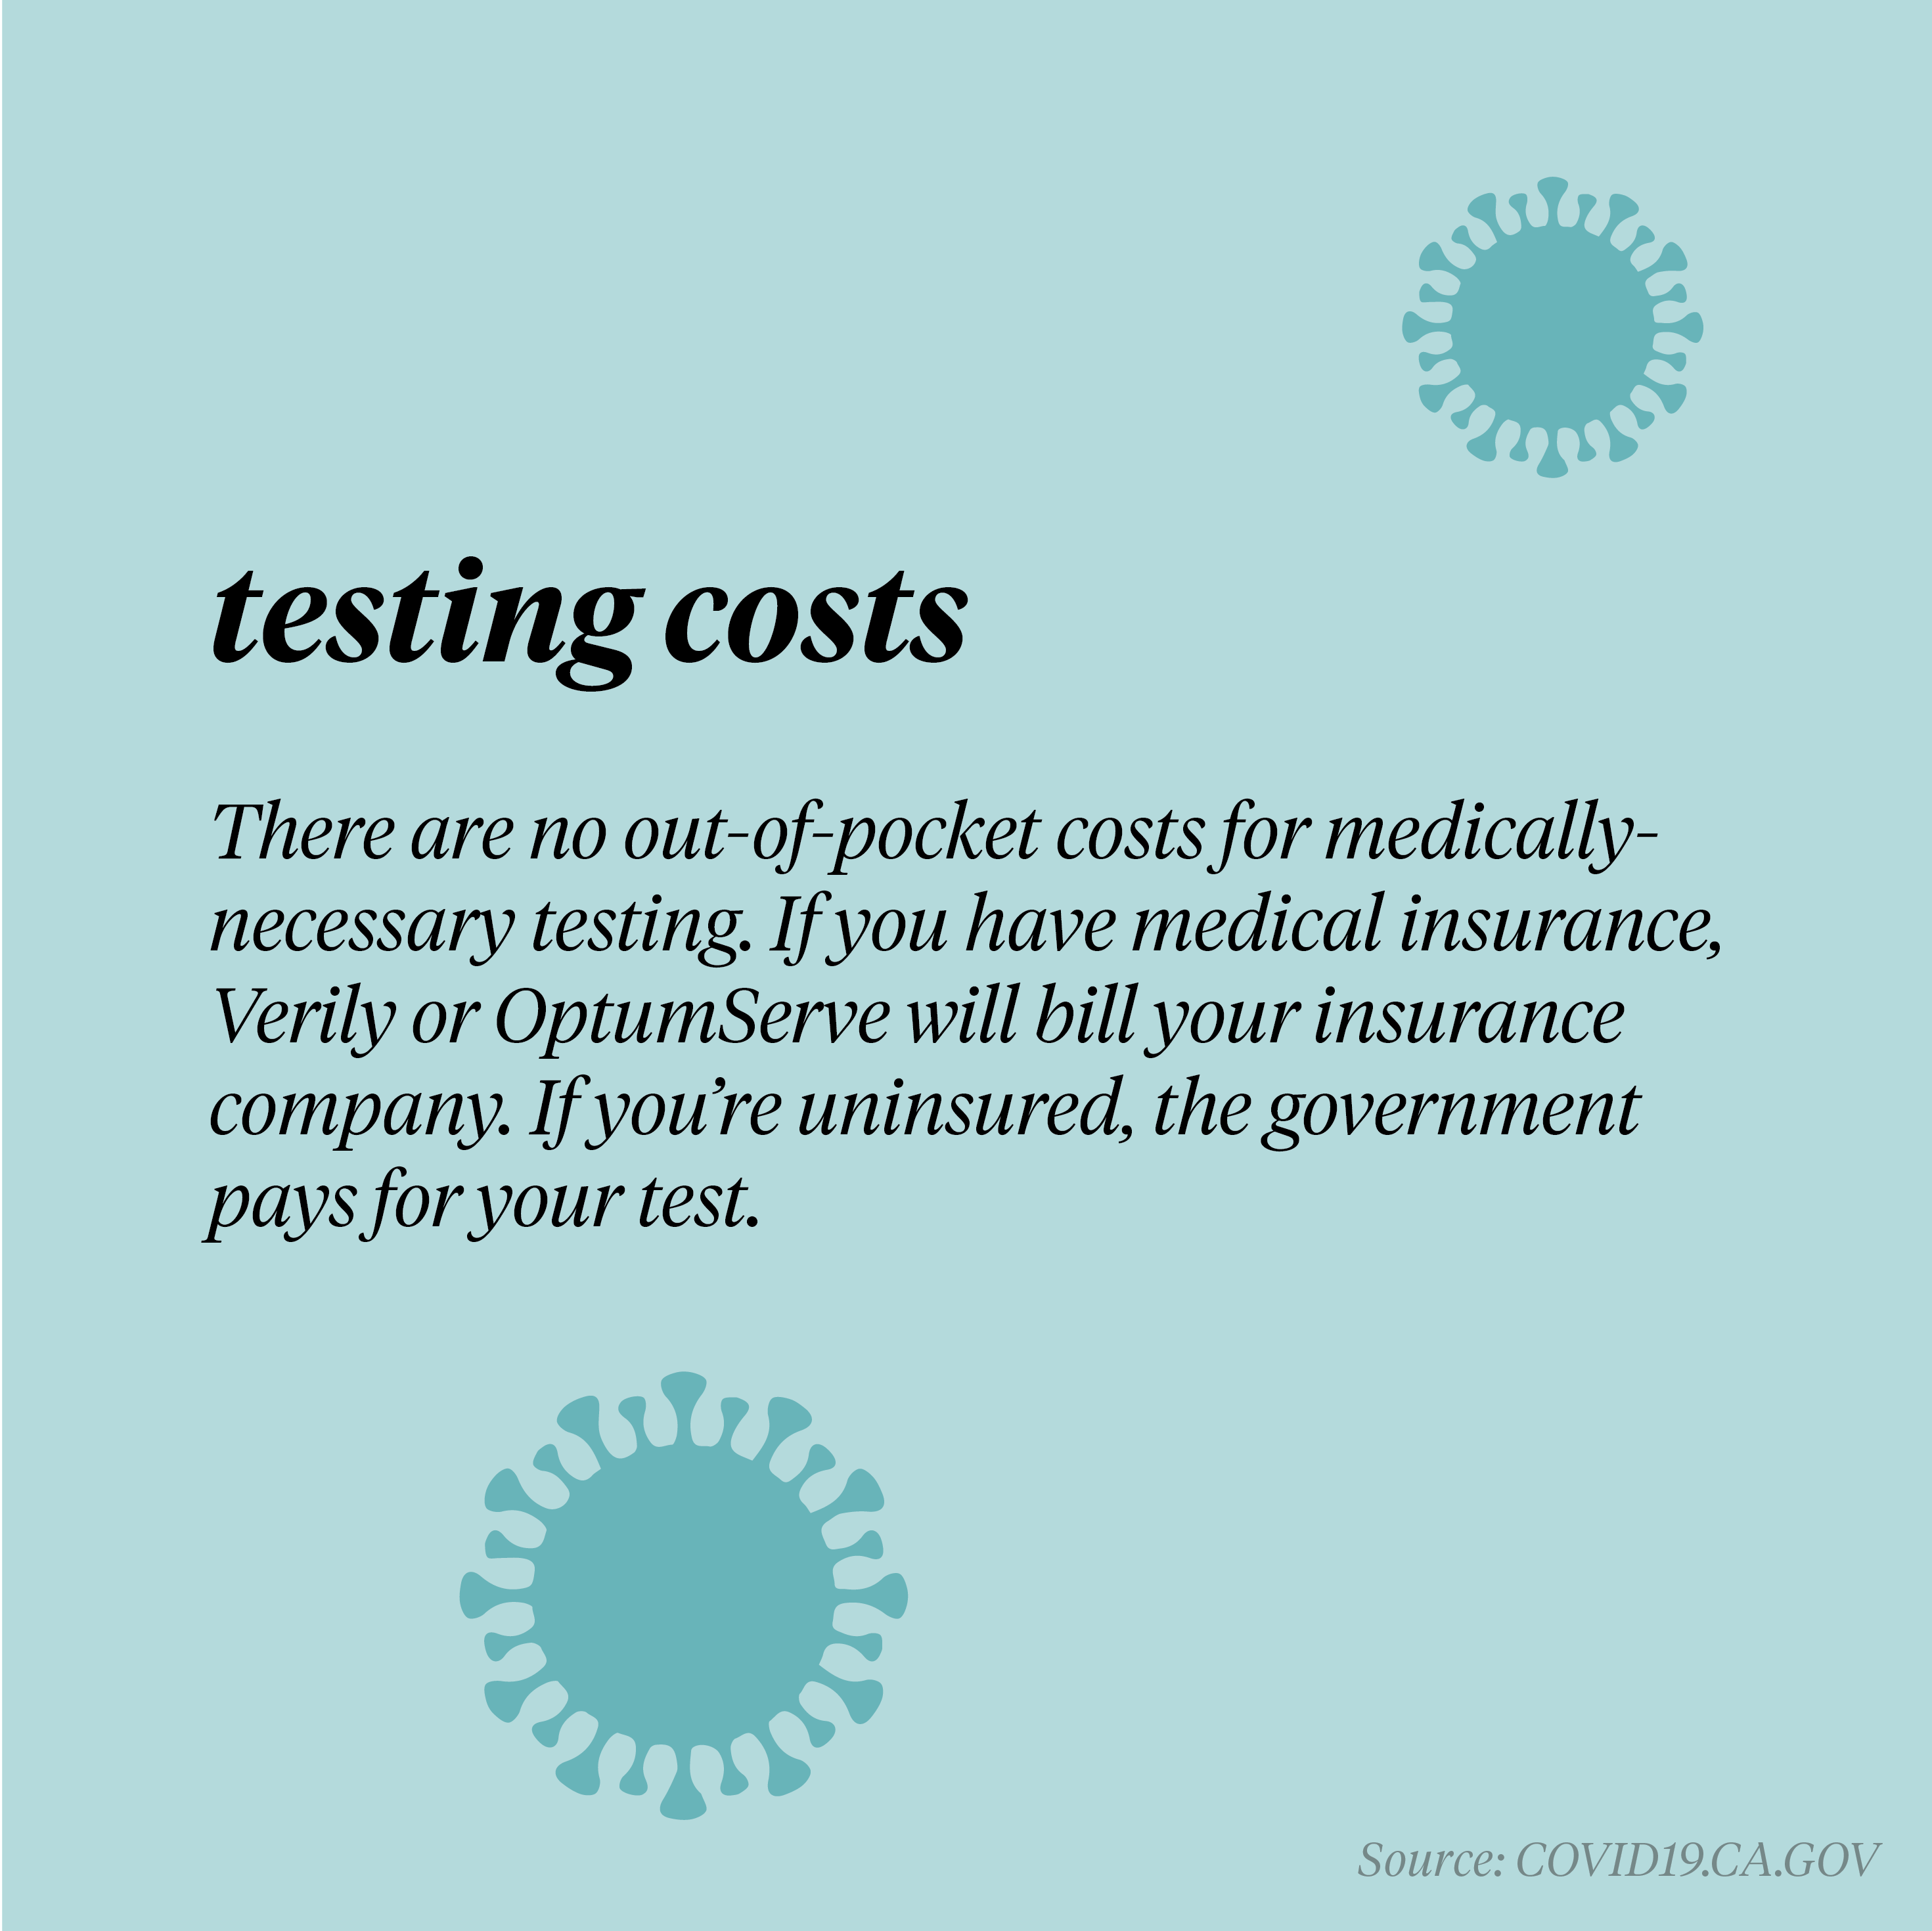 testing costs
There are no out-of-pocket costs for medically-
necessary testing. If you have medical insurance,
Verily or OptumServe will bill your insurance
company. If you’re uninsured, the government
pays for your test.
Source: COVID19.CA.GOV